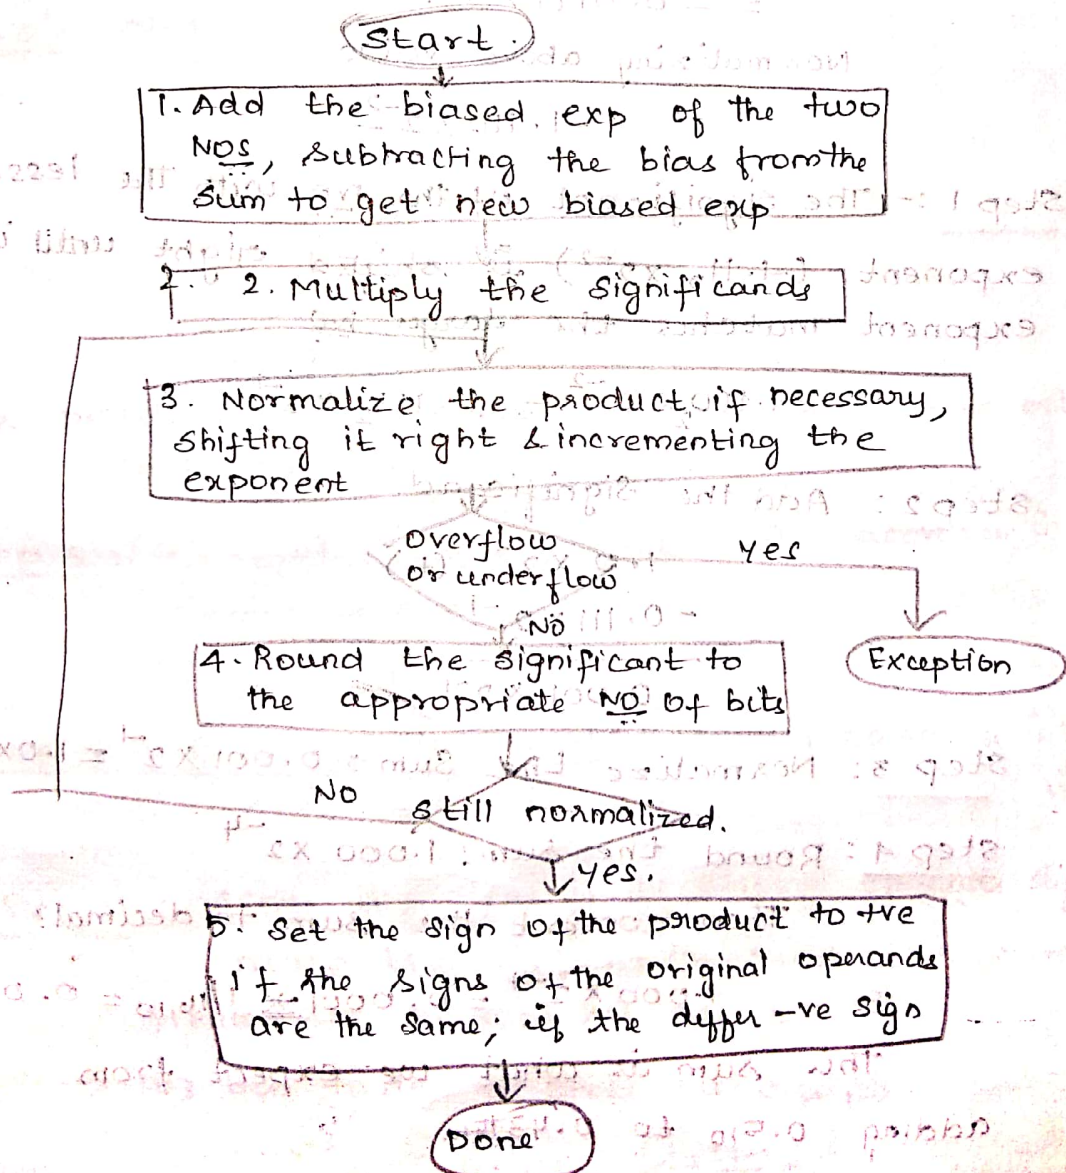 Start.
1. Add the biased exp of the two
NOS, subtracting the bias from the
sum to get new biased exp
2. 2. Multiply the significands
3. Normalize the product, if necessary,
shifting it right & incrementing the
exponent
overflow
or underflow
yes
NO
4. Round the significant to
the appropriate NO of bits
Exception
NO
still normalized.
yes.
5. Set the sign of the product to +ve
if the signs of the original operands
are the same; if the differ -ve sign
Done